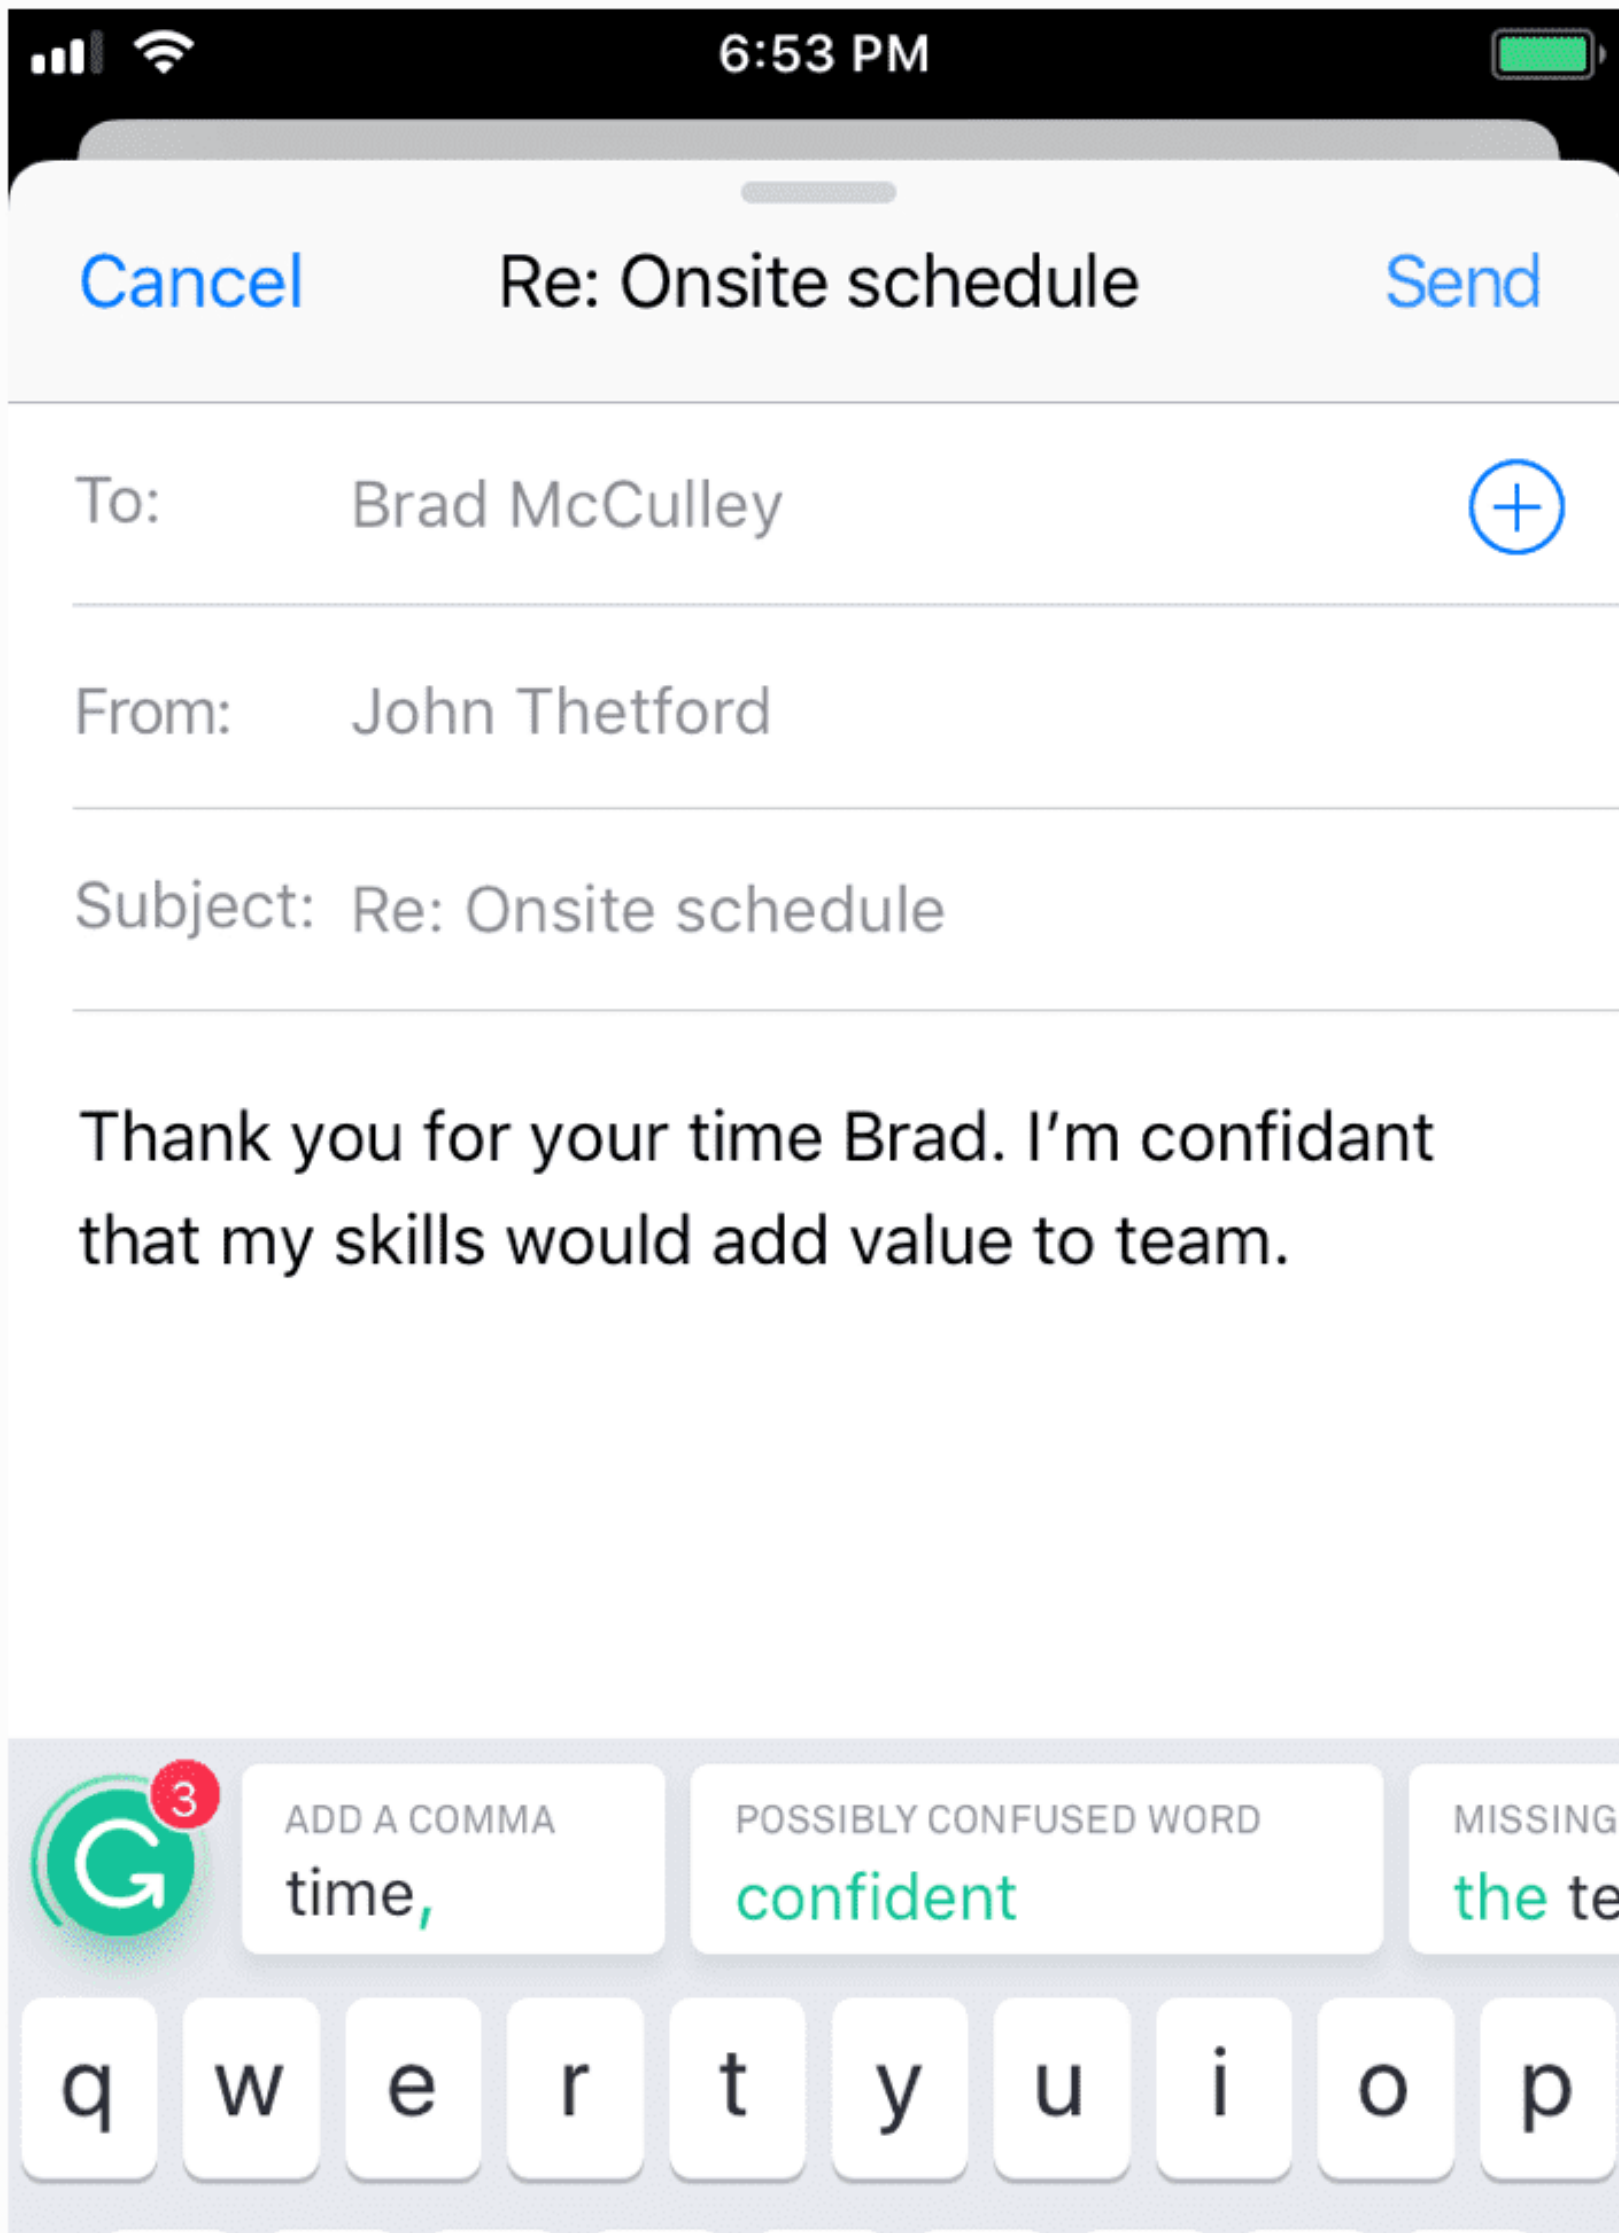 6:53 PM
Cancel Re: Onsite schedule Send
To: Brad McCulley
From: John Thetford
Subject: Re: Onsite schedule
Thank you for your time Brad. I’m confidant
that my skills would add value to team.
3
ADD A COMMA POSSIBLY CONFUSED WORD MISSING
time, confident the te
q w e r t y u i o p